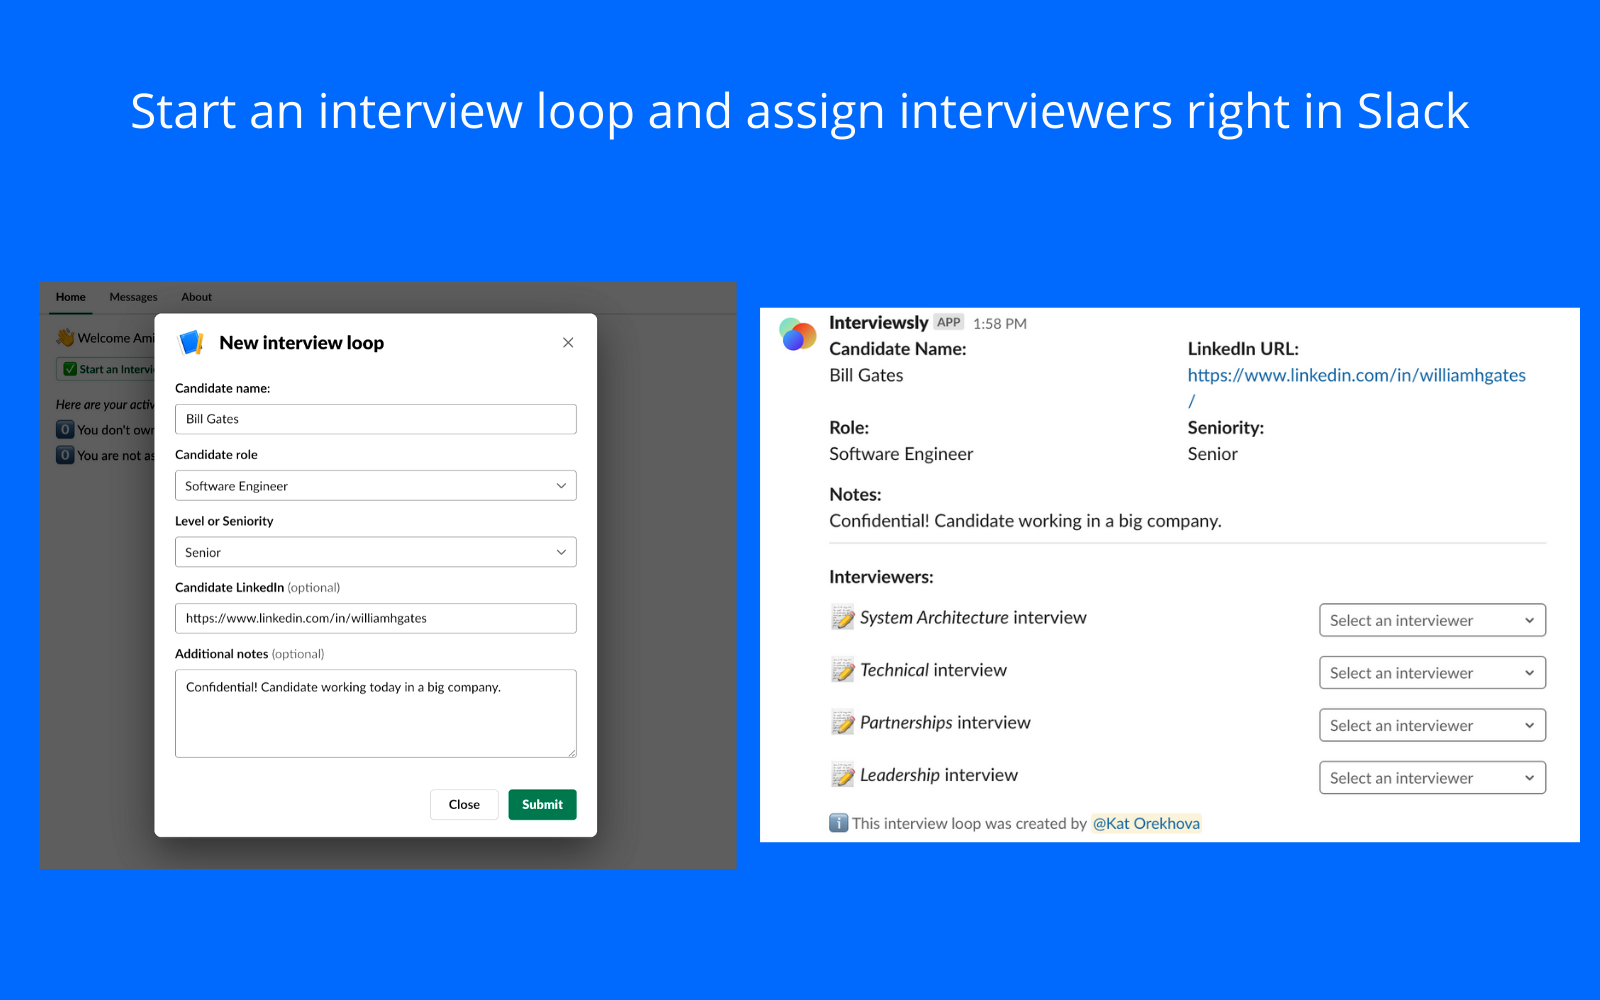 Start an interview loop and assign interviewers right in Slack
Home Messages About
Welcome Ami
Start an Intervi
Here are your activ
0 You don't own
0 You are not as
New interview loop
Candidate name:
Bill Gates
Candidate role
Software Engineer
Level or Seniority
Senior
Candidate LinkedIn (optional)
https://www.linkedin.com/in/williamhgates
Additional notes (optional)
Confidential! Candidate working today in a big company.
Close Submit
Interviewsly APP 1:58 PM
Candidate Name:
Bill Gates
LinkedIn URL:
https://www.linkedin.com/in/williamhgates
/
Role:
Software Engineer
Seniority:
Senior
Notes:
Confidential! Candidate working in a big company.
Interviewers:
System Architecture interview Select an interviewer
Technical interview Select an interviewer
Partnerships interview Select an interviewer
Leadership interview Select an interviewer
This interview loop was created by @Kat Orekhova